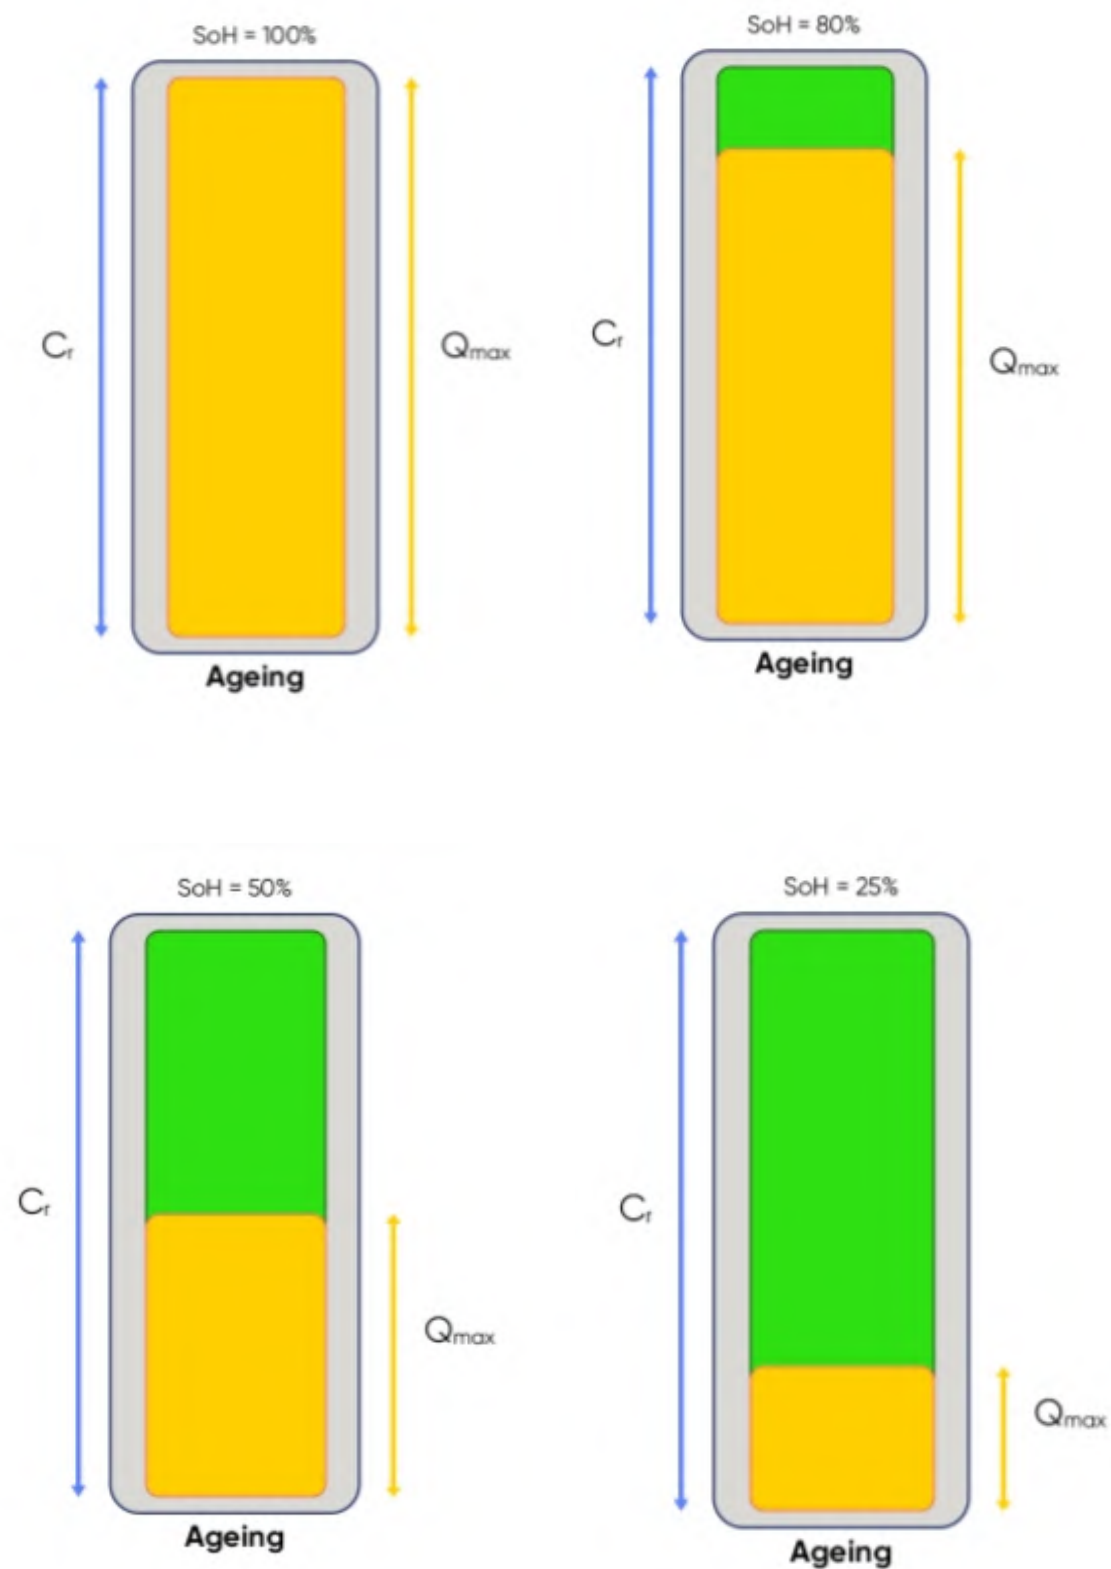 SoH = 100%
Cr
Qmax
Ageing
SoH = 80%
Cr
Qmax
Ageing
SoH = 50%
Cr
Qmax
Ageing
SoH = 25%
Cr
Qmax
Ageing